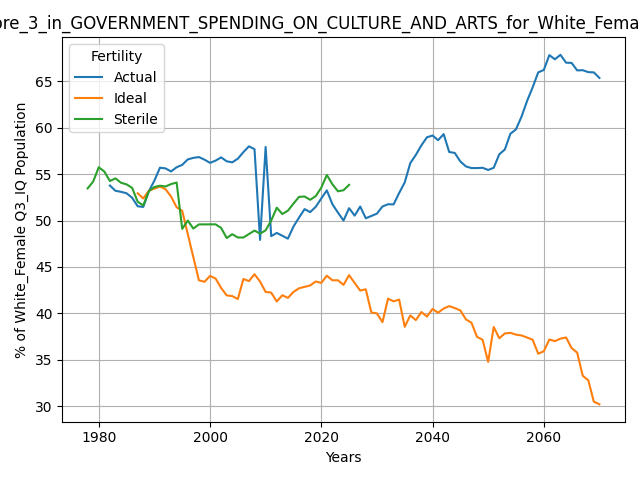 ore_3_in_GOVERNMENT_SPENDING_ON_CULTURE_AND_ARTS_for_White_Fema
Fertility
Actual
Ideal
Sterile
% of White_Female Q3_IQ Population
65
60
55
50
45
40
35
30
1980
2000
2020
2040
2060
Years